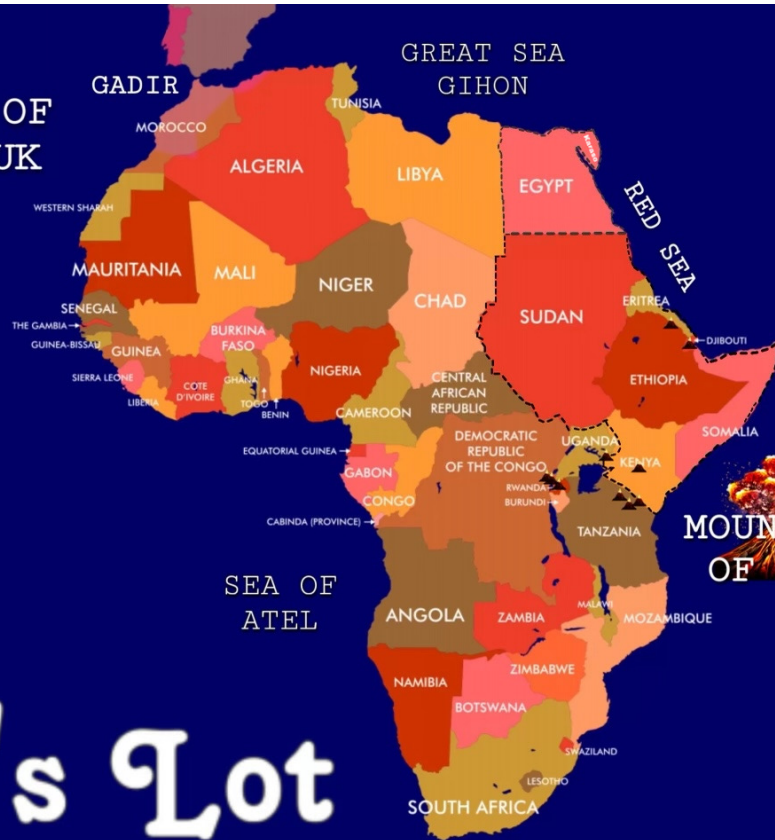 GREAT SEA
GIHON
GADIR
OF
UK
TUNISIA
MOROCCO
ALGERIA
LIBYA
EGYPT
RED SEA
WESTERN SHARAH
MAURITANIA
MALI
NIGER
CHAD
SUDAN
ERITREA
SENEGAL
THE GAMBIA
GUINEA-BISSAU
GUINEA
BURKINA
FASO
DJIBOUTI
SIERRA LEONE
COTE
D'IVOIRE
GHANA
NIGERIA
ETHIOPIA
LIBERIA
TOGO
BENIN
CAMEROON
CENTRAL
AFRICAN
REPUBLIC
SOMALIA
EQUATORIAL GUINEA
DEMOCRATIC
REPUBLIC
OF THE CONGO
UGANDA
KENYA
GABON
CONGO
RWANDA
BURUNDI
CABINDA (PROVINCE)
TANZANIA
MOUN
OF
SEA OF
ATEL
ANGOLA
ZAMBIA
MALAWI
MOZAMBIQUE
NAMIBIA
ZIMBABWE
BOTSWANA
SWAZILAND
LESOTHO
SOUTH AFRICA
's Lot